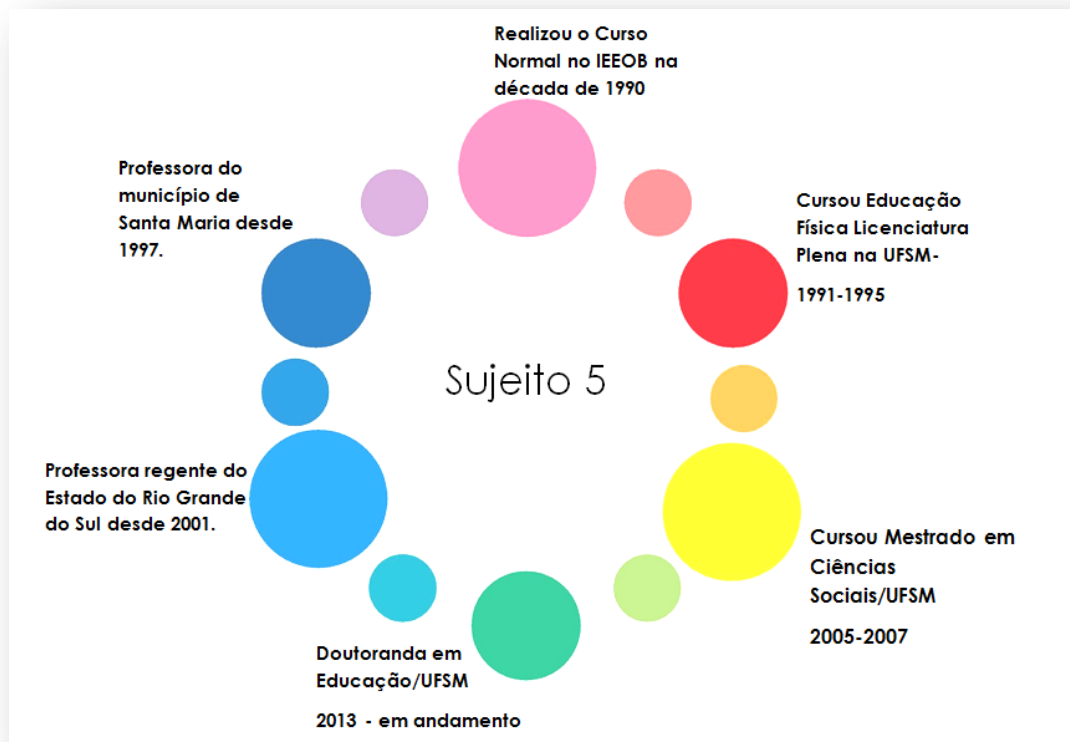 Realizou o Curso
Normal no IEEOB na
década de 1990
Cursou Educação
Física Licenciatura
Plena na UFSM-
1991-1995
Cursou Mestrado em
Ciências
Sociais/UFSM
2005-2007
Doutoranda em
Educação/UFSM
2013 - em andamento
Professora regente do
Estado do Rio Grande
do Sul desde 2001.
Professora do
município de
Santa Maria desde
1997.
Sujeito 5